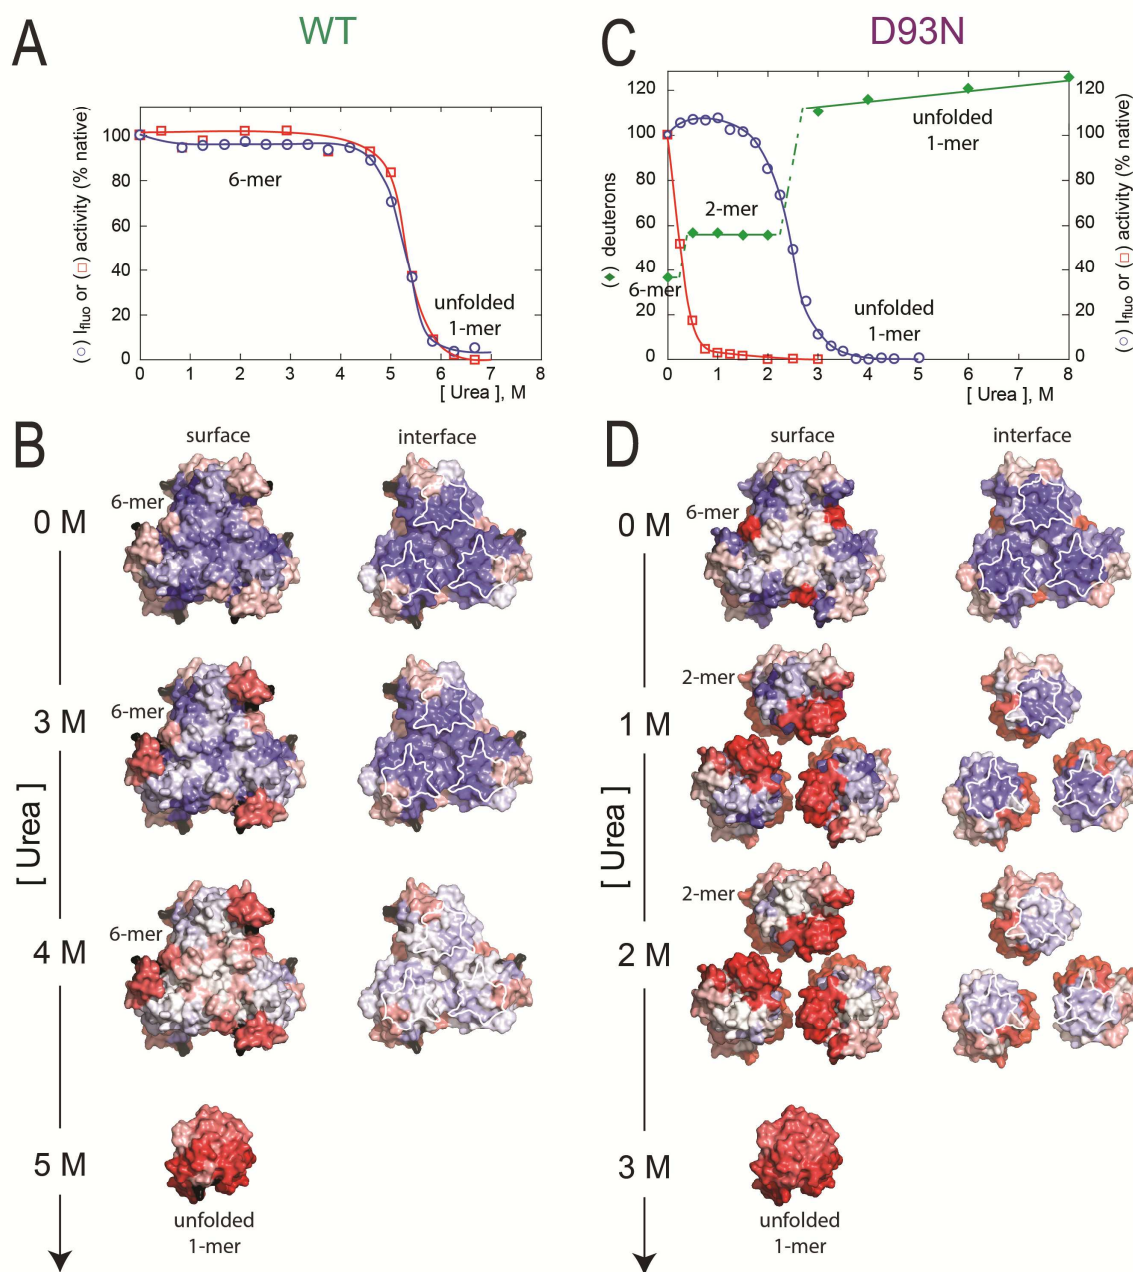 A
WT
(○) Ifluo or (□) activity (% native)
100
80
60
40
20
0
6-mer
unfolded
1-mer
0
1
2
3
4
5
6
7
8
[ Urea ], M
C
D93N
(◆) deuterons
120
100
80
60
40
20
0
6-mer
2-mer
unfolded
1-mer
unfolded
1-mer
120
100
80
60
40
20
0
(○) Ifluo or (□) activity (% native)
0
1
2
3
4
5
6
7
8
[ Urea ], M
B
surface
interface
6-mer
0 M
6-mer
3 M
6-mer
4 M
5 M
[ Urea ]
unfolded
1-mer
D
surface
interface
6-mer
0 M
2-mer
1 M
2-mer
2 M
3 M
[ Urea ]
unfolded
1-mer